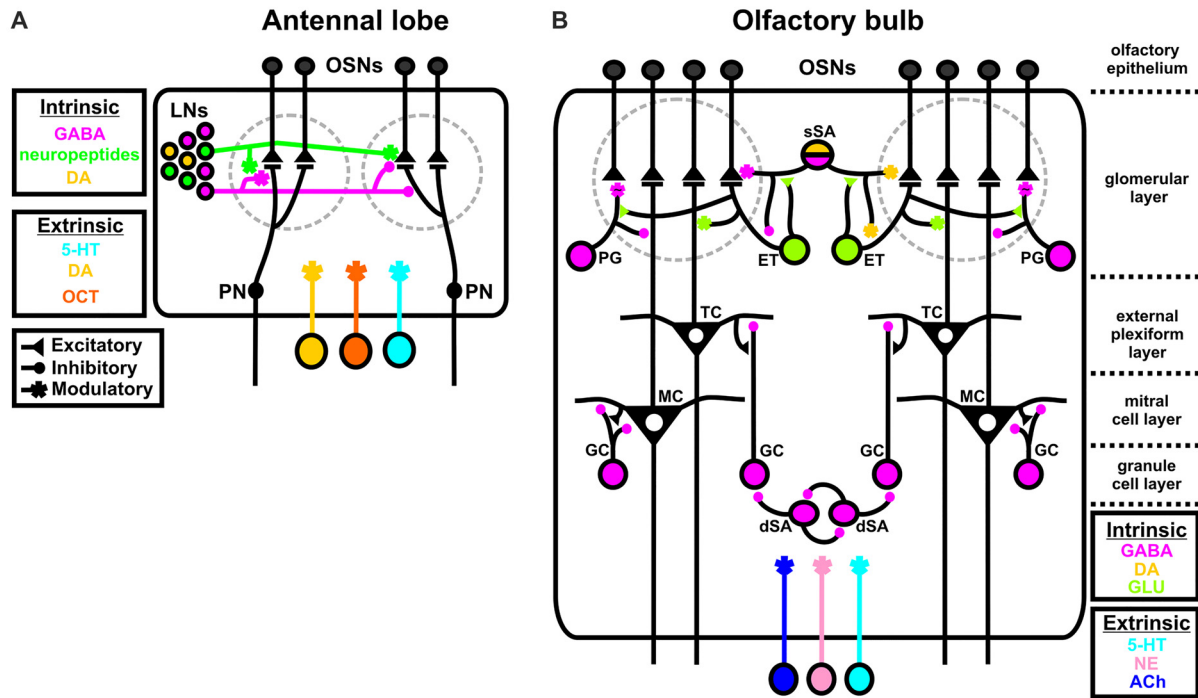 A
Antennal lobe
OSNs
LNs
Intrinsic
GABA
neuropeptides
DA
Extrinsic
5-HT
DA
OCT
PN
PN
Excitatory
Inhibitory
Modulatory
B
Olfactory bulb
OSNs
sSA
PG
ET
ET
PG
TC
TC
MC
MC
GC
GC
GC
GC
dSA
dSA
olfactory
epithelium
glomerular
layer
external
plexiform
layer
mitral
cell layer
granule
cell layer
Intrinsic
GABA
DA
GLU
Extrinsic
5-HT
NE
ACh